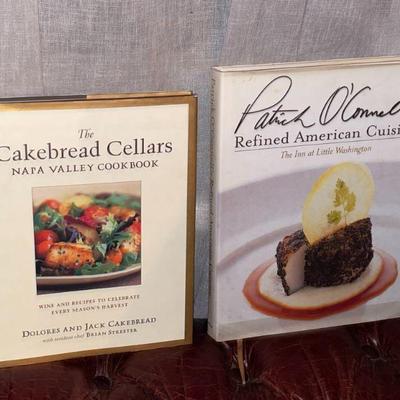 The
Cakebread Cellars
NAPA VALLEY COOKBOOK
WINE AND RECIPES TO CELEBRATE
EVERY SEASON'S HARVEST
DOLORES AND JACK CAKEBREAD
with resident chef BRIAN STREETER
Patrick O'Connell
Refined American Cuisi
The Inn at Little Washington